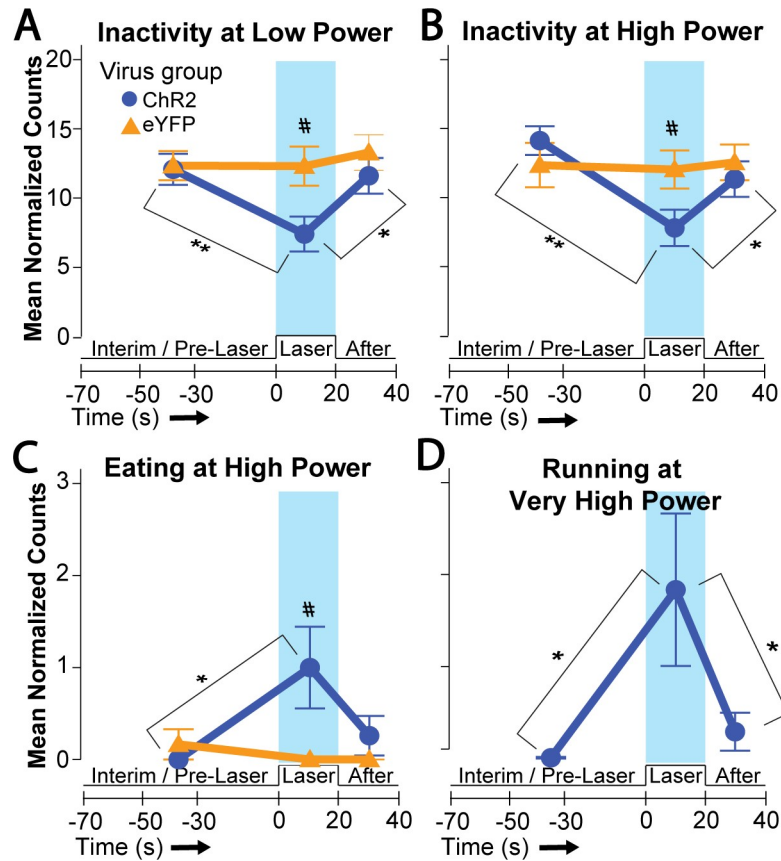 A
Inactivity at Low Power
Mean Normalized Counts
20
15
10
5
0
Virus group
ChR2
eYFP
#
**
*
Interim / Pre-Laser
Laser
After
-70
-50
-30
0
20
40
Time (s)
B
Inactivity at High Power
#
**
*
Interim / Pre-Laser
Laser
After
-70
-50
-30
0
20
40
Time (s)
C
Eating at High Power
Mean Normalized Counts
3
2
1
0
#
*
Interim / Pre-Laser
Laser
After
-70
-50
-30
0
20
40
Time (s)
D
Running at
Very High Power
*
*
Interim / Pre-Laser
Laser
After
-70
-50
-30
0
20
40
Time (s)